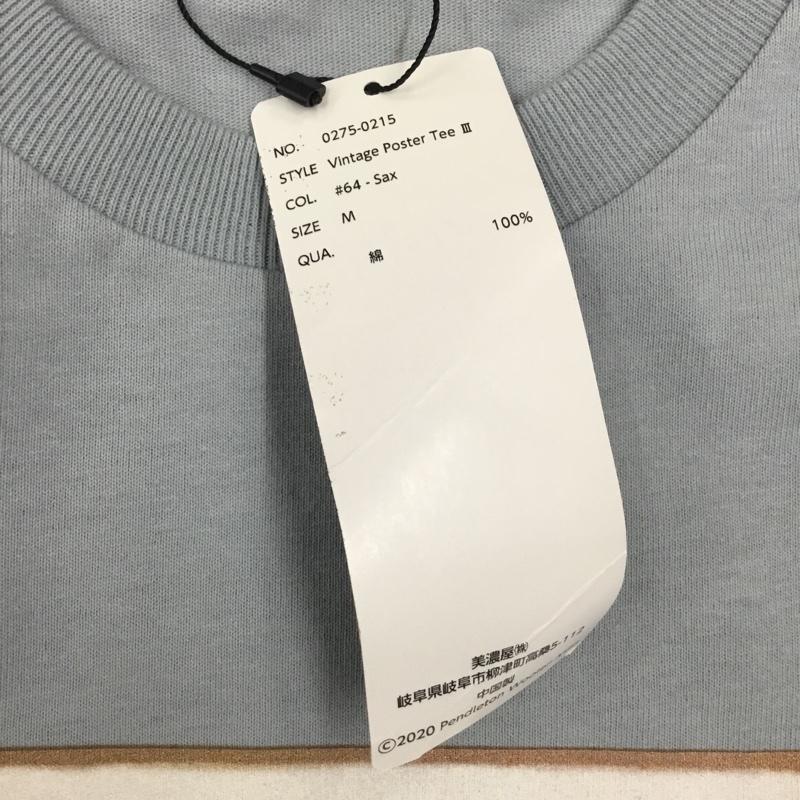 NO. 0275-0215
STYLE Vintage Poster Tee Ⅲ
COL. #64 - Sax
SIZE M
QUA. 綿 100%
美濃屋㈱
岐阜県岐阜市柳津町高桑5-112
中国製
©2020 Pendleton Woolen